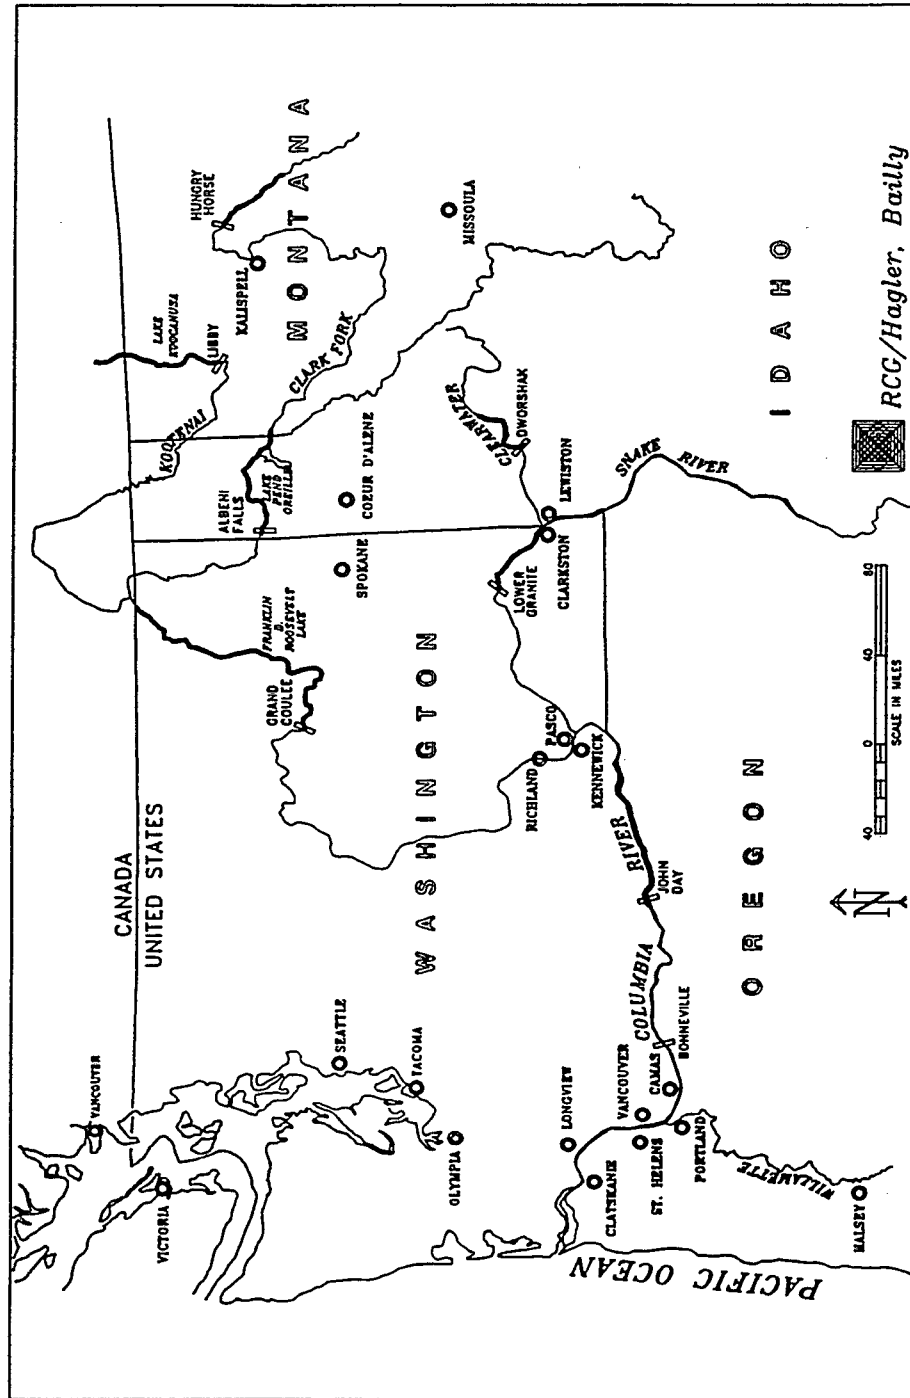 CANADA
UNITED STATES
VANCOUVER
VICTORIA
SEATTLE
TACOMA
OLYMPIA
WASHINGTON
GRAND
COULEE
FRANKLIN
D.
ROOSEVELT
LAKE
SPOKANE
COEUR D'ALENE
ALBENI
FALLS
LAKE
PEND
OREILLE
KOOTENAI
LAKE
KOOCANUSA
LIBBY
KALISPELL
HUNGRY
HORSE
MONTANA
CLARK FORK
MISSOULA
CLEARWATER
DWORSHAK
LEWISTON
CLARKSTON
LOWER
GRANITE
SNAKE
RIVER
IDAHO
RICHLAND
PASCO
KENNEWICK
COLUMBIA
RIVER
JOHN
DAY
BONNEVILLE
CAMAS
VANCOUVER
LONGVIEW
CLATSKANIE
ST. HELENS
PORTLAND
WILLAMETTE
HALSEY
PACIFIC OCEAN
OREGON
N
40 0 40 80
SCALE IN MILES
RCG/Hagler, Bailly